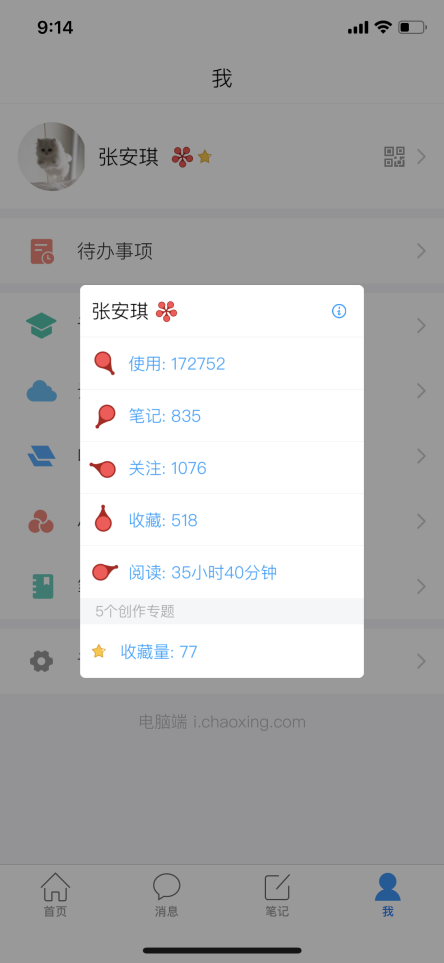 9:14
我
张安琪
待办事项
张安琪
使用: 172752
笔记: 835
关注: 1076
收藏: 518
阅读: 35小时40分钟
5个创作专题
收藏量: 77
电脑端 i.chaoxing.com
首页
消息
笔记
我